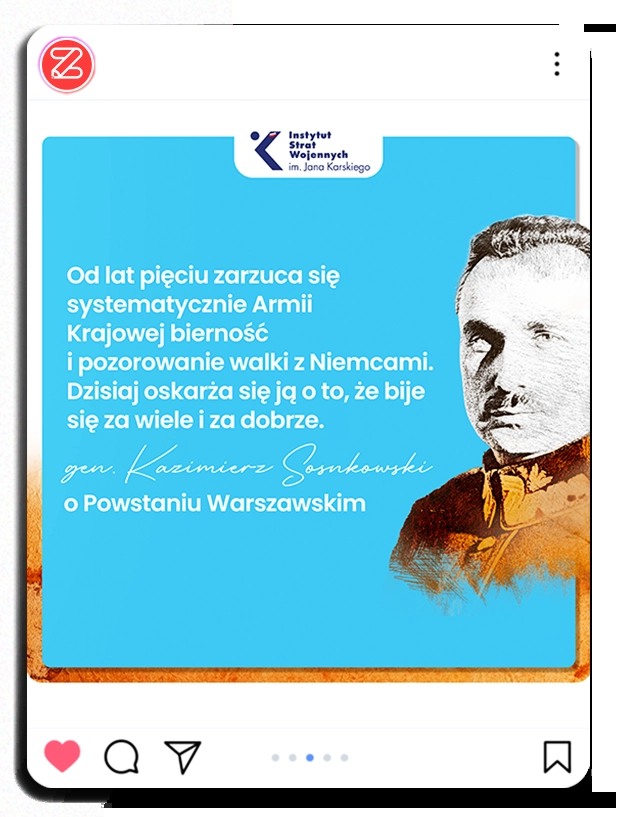 Instytut
Strat
Wojennych
im. Jana Karskiego
Od lat pięciu zarzuca się
systematycznie Armii
Krajowej bierność
i pozorowanie walki z Niemcami.
Dzisiaj oskarża się ją o to, że bije
się za wiele i za dobrze.
gen. Kazimierz Sosnkowski
o Powstaniu Warszawskim